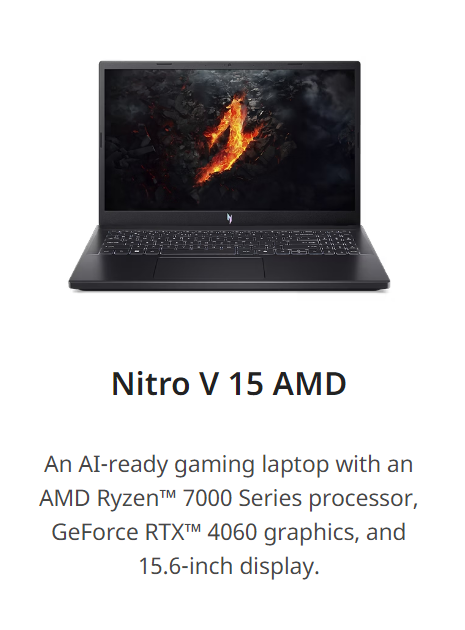 Nitro V 15 AMD
An AI-ready gaming laptop with an
AMD Ryzen™ 7000 Series processor,
GeForce RTX™ 4060 graphics, and
15.6-inch display.